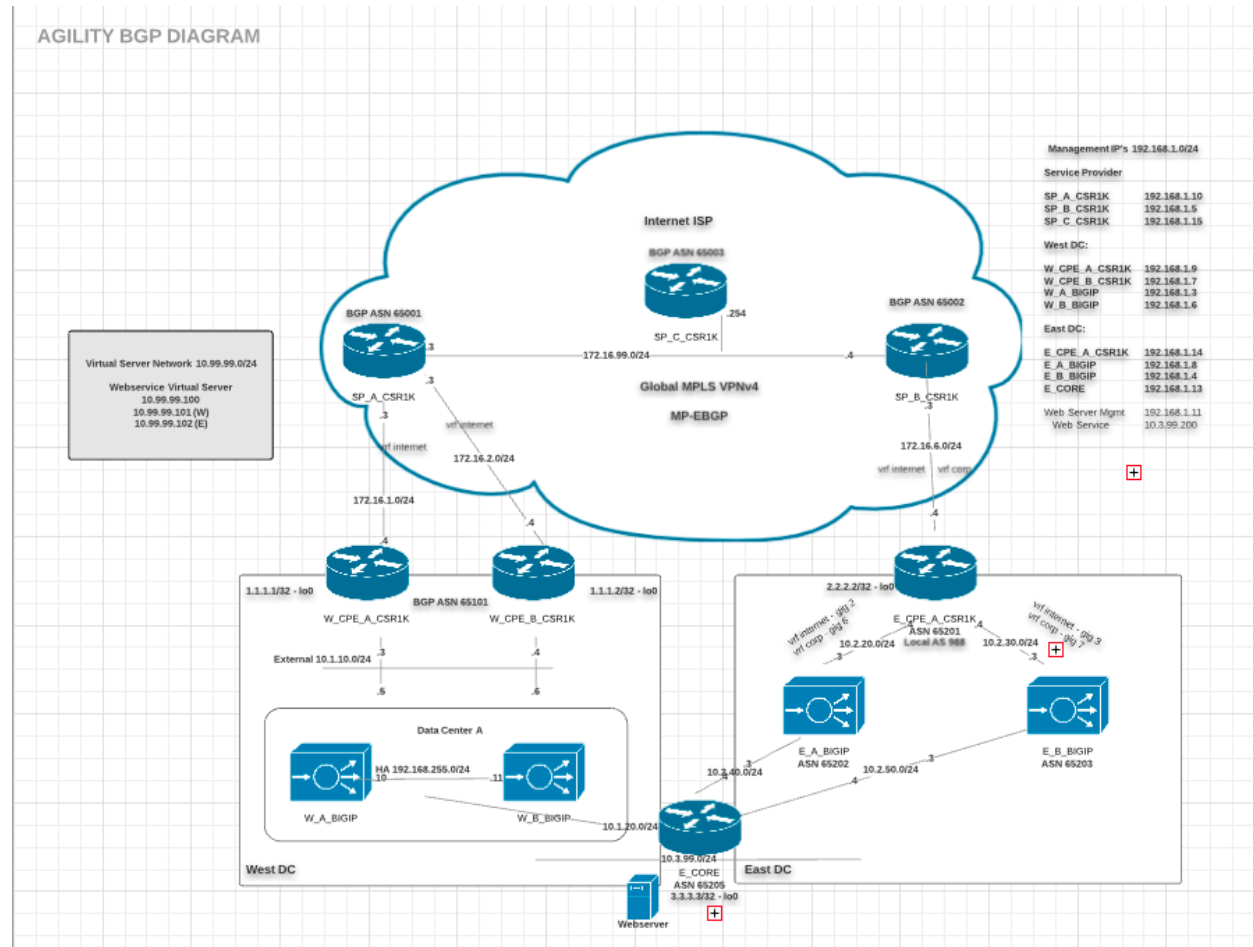 AGILITY BGP DIAGRAM
Management IP's 192.168.1.0/24
Service Provider
SP_A_CSR1K 192.168.1.10
SP_B_CSR1K 192.168.1.5
SP_C_CSR1K 192.168.1.15
West DC:
W_CPE_A_CSR1K 192.168.1.9
W_CPE_B_CSR1K 192.168.1.7
W_A_BIGIP 192.168.1.3
W_B_BIGIP 192.168.1.6
East DC:
E_CPE_A_CSR1K 192.168.1.14
E_A_BIGIP 192.168.1.8
E_B_BIGIP 192.168.1.4
E_CORE 192.168.1.13
Web Server Mgmt 192.168.1.11
Web Service 10.3.99.200
Internet ISP
BGP ASN 65003
.254
SP_C_CSR1K
BGP ASN 65001
BGP ASN 65002
.3
172.16.99.0/24
.4
.3
SP_A_CSR1K
SP_B_CSR1K
Global MPLS VPNv4
MP-EBGP
Virtual Server Network 10.99.99.0/24
Webservice Virtual Server
10.99.99.100
10.99.99.101 (W)
10.99.99.102 (E)
.3
.3
vrf internet
vrf internet
172.16.2.0/24
172.16.6.0/24
vrf internet
vrf corp
172.16.1.0/24
.4
.4
.4
1.1.1.1/32 - lo0
BGP ASN 65101
1.1.1.2/32 - lo0
2.2.2.2/32 - lo0
W_CPE_A_CSR1K
W_CPE_B_CSR1K
E_CPE_A_CSR1K
ASN 65201
Local AS 988
vrf internet - gig 2
vrf corp - gig 6
vrf internet - gig 3
vrf corp - gig 7
.4
.4
10.2.20.0/24
10.2.30.0/24
.3
.3
.3
.4
External 10.1.10.0/24
.5
.6
Data Center A
HA 192.168.255.0/24
.10
.11
W_A_BIGIP
W_B_BIGIP
E_A_BIGIP
ASN 65202
E_B_BIGIP
ASN 65203
.3
10.2.40.0/24
.4
.3
10.2.50.0/24
.4
10.1.20.0/24
10.3.99.0/24
West DC
East DC
E_CORE
ASN 65205
3.3.3.3/32 - lo0
Webserver